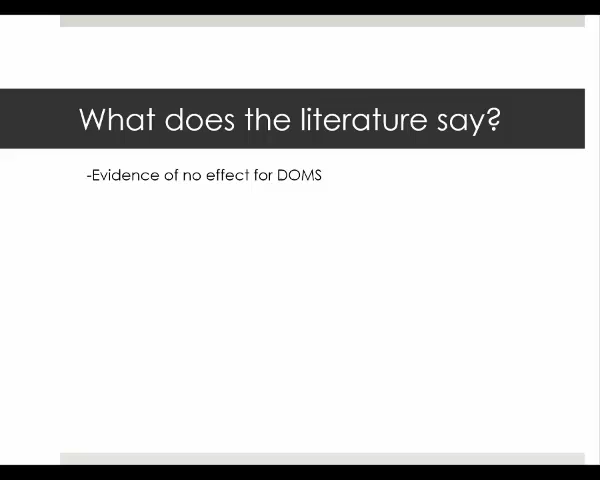 What does the literature say?
-Evidence of no effect for DOMS